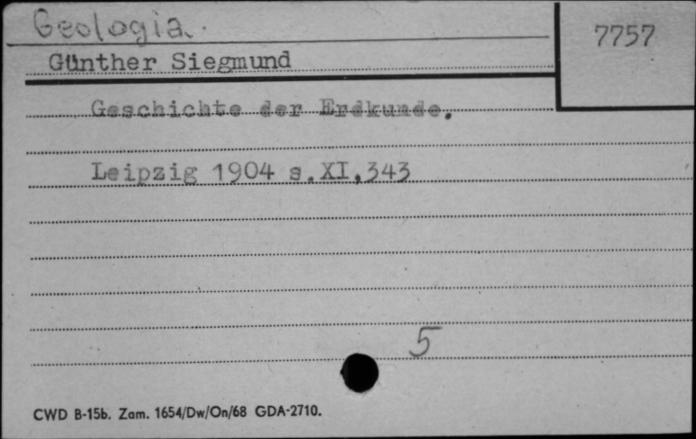 Geologia.
7757
Günther Siegmund
Geschichte der Erdkunde.
Leipzig 1904 s.XI,343
5
CWD B-15b. Zam. 1654/Dw/On/68 GDA-2710.